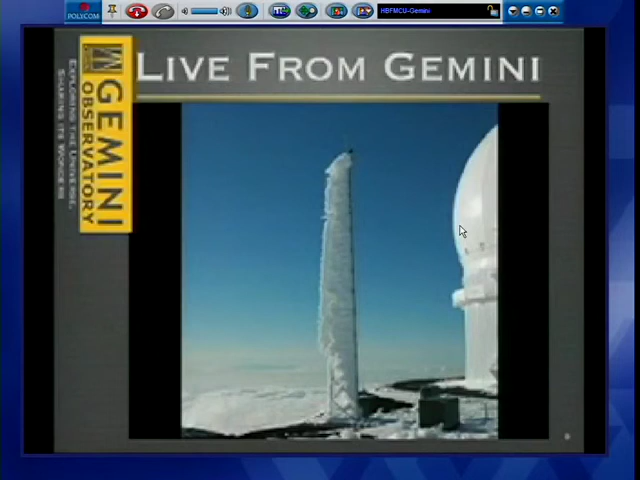 POLYCOM
HBFMCU-Gemini
LIVE FROM GEMINI
GEMINI
OBSERVATORY
EXPLORING THE UNIVERSE,
SHARING ITS WONDERS